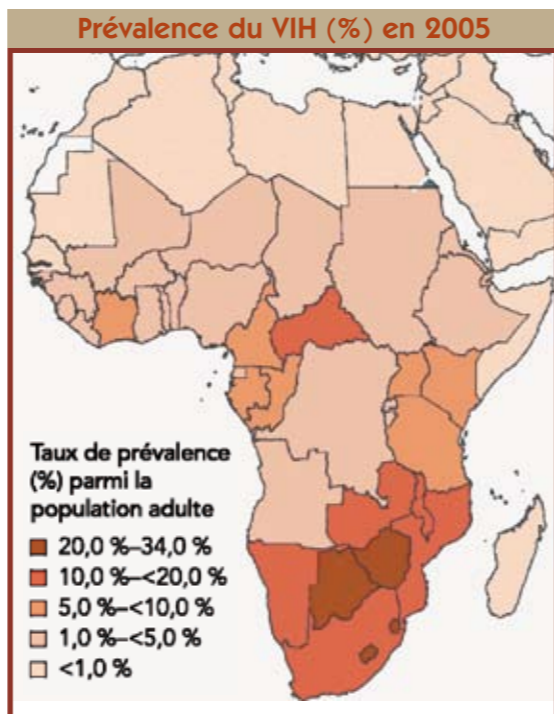 Prévalence du VIH (%) en 2005
Taux de prévalence
(%) parmi la
population adulte
20,0 %–34,0 %
10,0 %–<20,0 %
5,0 %–<10,0 %
1,0 %–<5,0 %
<1,0 %